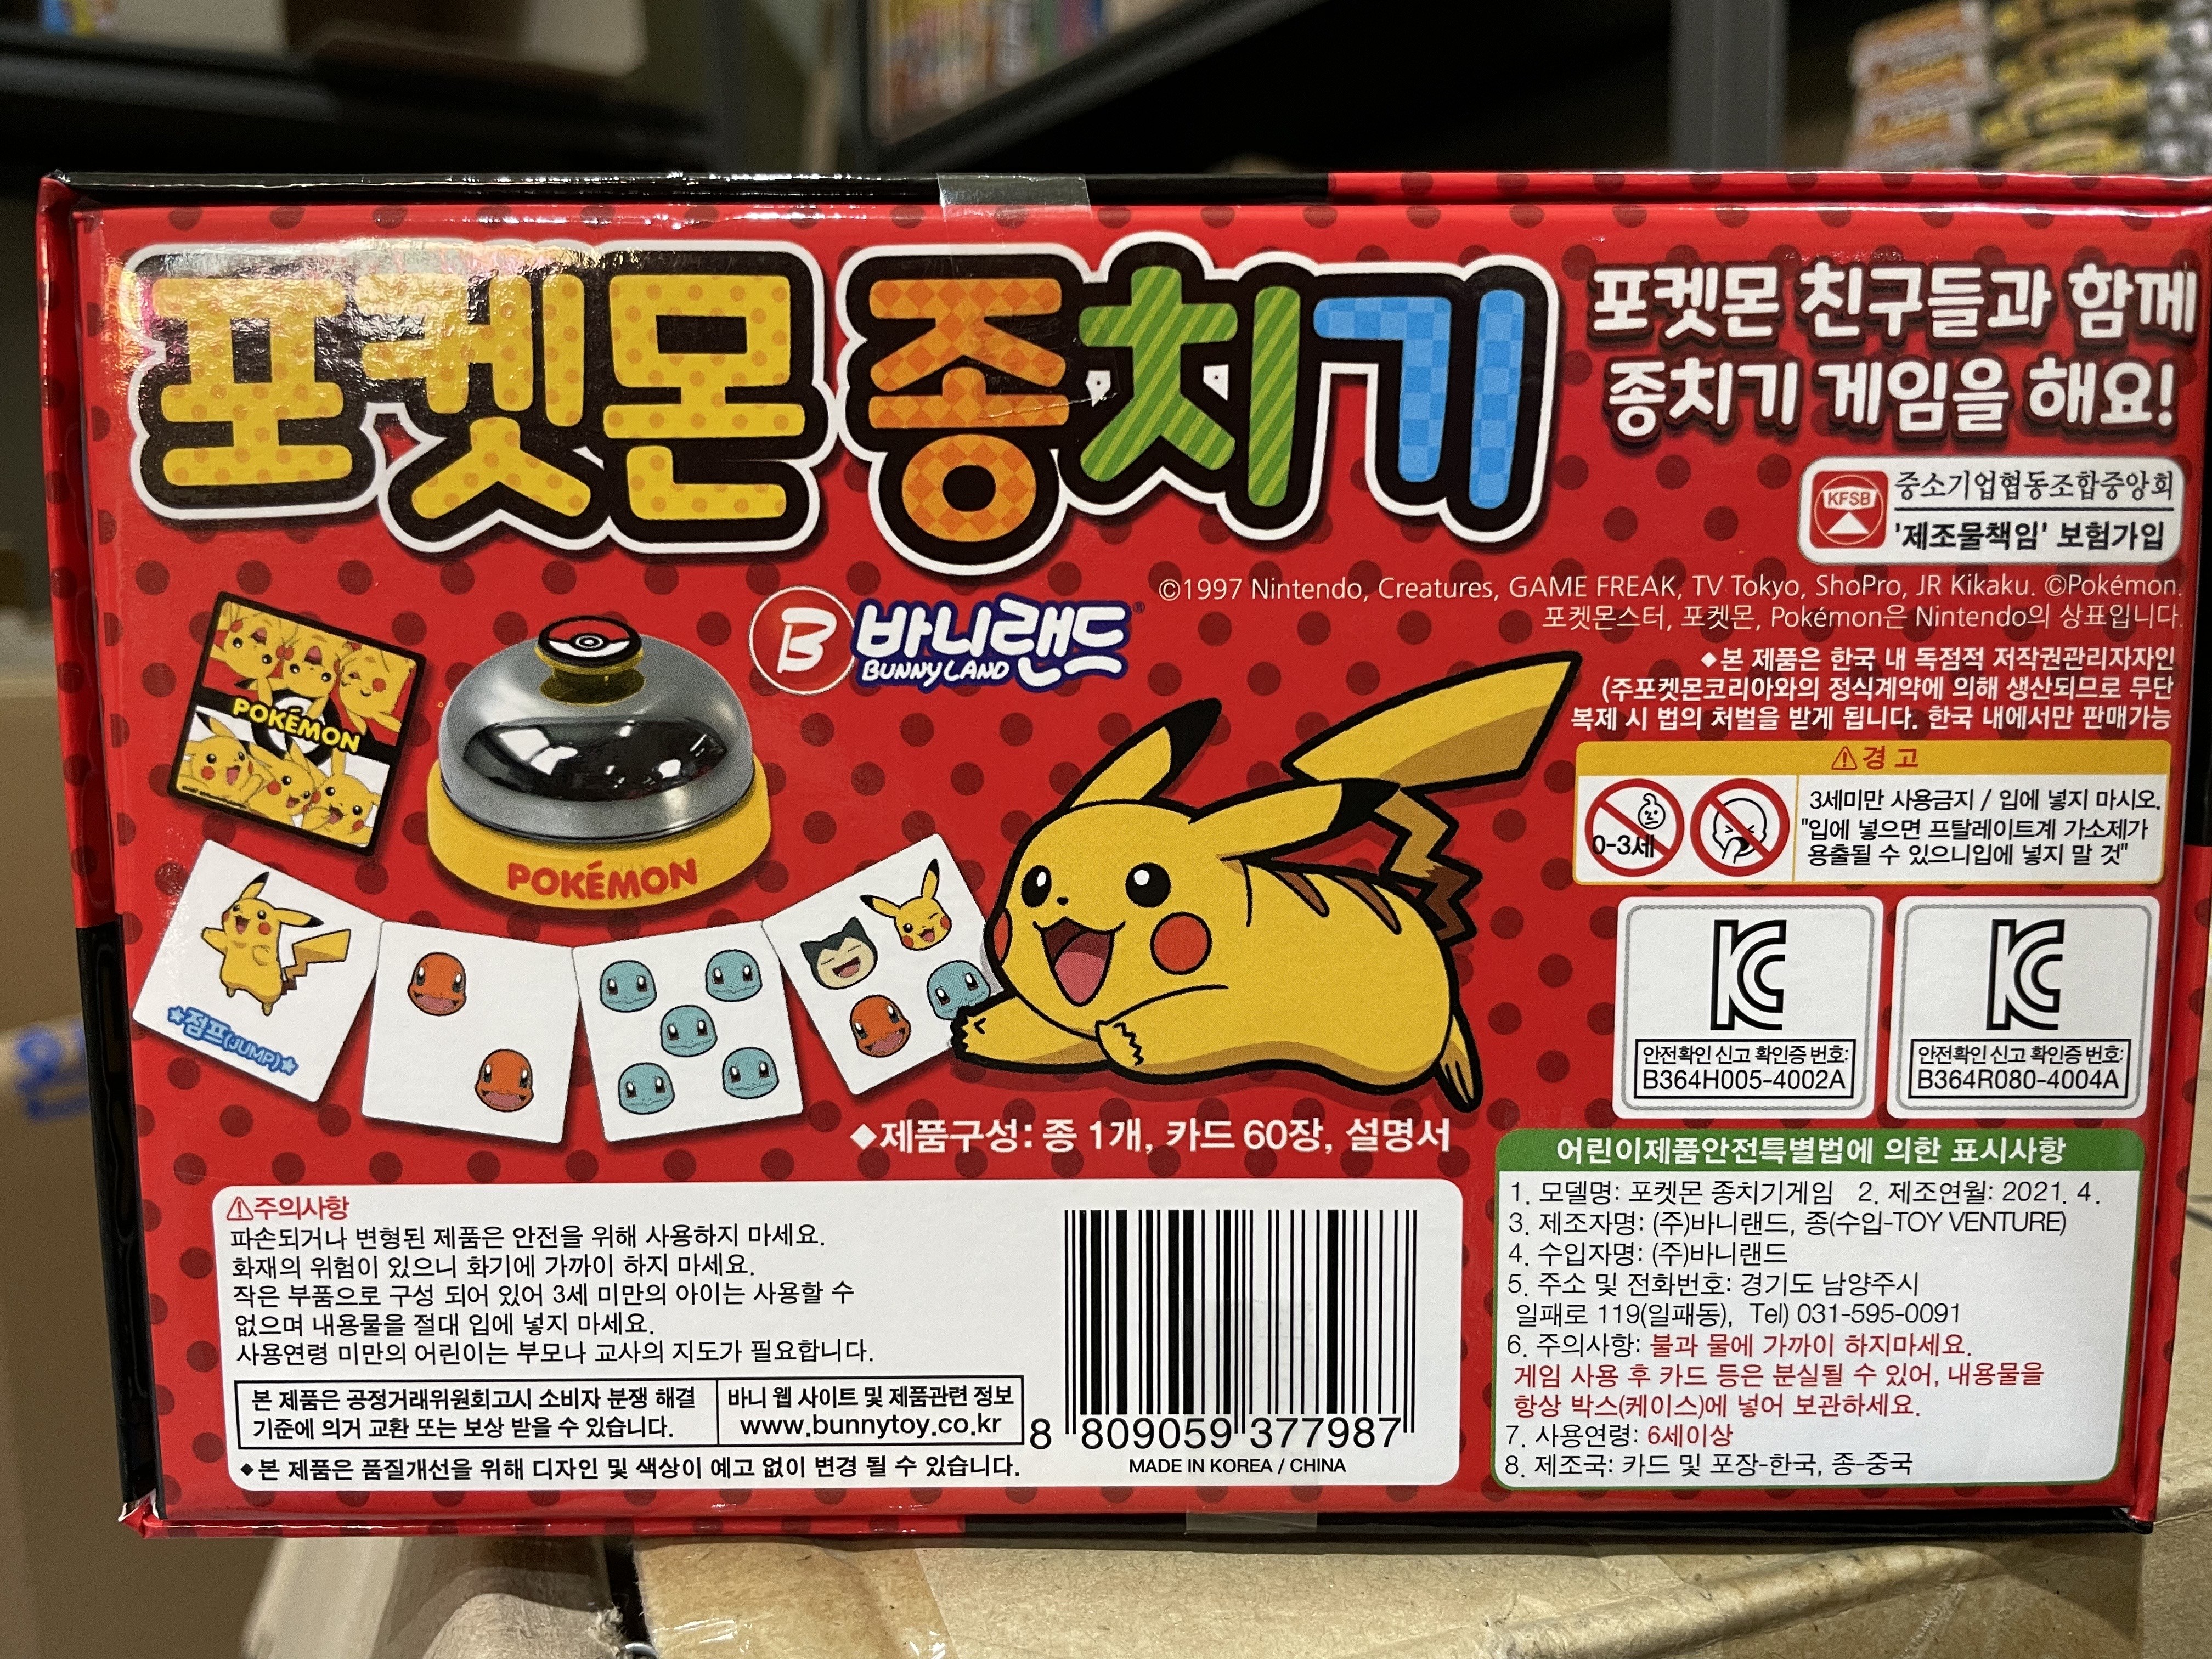 포켓몬 종치기
포켓몬 친구들과 함께
종치기 게임을 해요!
KFSB
중소기업협동조합중앙회
'제조물책임' 보험가입
©1997 Nintendo, Creatures, GAME FREAK, TV Tokyo, ShoPro, JR Kikaku. ©Pokémon.
포켓몬스터, 포켓몬, Pokémon은 Nintendo의 상표입니다.
B 바니랜드®
BUNNY LAND
◆본 제품은 한국 내 독점적 저작권관리자자인
(주포켓몬코리아와의 정식계약에 의해 생산되므로 무단
복제 시 법의 처벌을 받게 됩니다. 한국 내에서만 판매가능
POKÉMON
POKÉMON
★점프(JUMP)★
⚠경고
0-3세
3세미만 사용금지 / 입에 넣지 마시오.
"입에 넣으면 프탈레이트계 가소제가
용출될 수 있으니입에 넣지 말 것"
KC
안전확인 신고 확인증 번호:
B364H005-4002A
KC
안전확인 신고 확인증 번호:
B364R080-4004A
◆제품구성: 종 1개, 카드 60장, 설명서
⚠주의사항
파손되거나 변형된 제품은 안전을 위해 사용하지 마세요.
화재의 위험이 있으니 화기에 가까이 하지 마세요.
작은 부품으로 구성 되어 있어 3세 미만의 아이는 사용할 수
없으며 내용물을 절대 입에 넣지 마세요.
사용연령 미만의 어린이는 부모나 교사의 지도가 필요합니다.
본 제품은 공정거래위원회고시 소비자 분쟁 해결
기준에 의거 교환 또는 보상 받을 수 있습니다.
바니 웹 사이트 및 제품관련 정보
www.bunnytoy.co.kr
◆본 제품은 품질개선을 위해 디자인 및 색상이 예고 없이 변경 될 수 있습니다.
8 809059 377987
MADE IN KOREA / CHINA
어린이제품안전특별법에 의한 표시사항
1. 모델명: 포켓몬 종치기게임 2. 제조연월: 2021. 4.
3. 제조자명: (주)바니랜드, 종(수입-TOY VENTURE)
4. 수입자명: (주)바니랜드
5. 주소 및 전화번호: 경기도 남양주시
일패로 119(일패동), Tel) 031-595-0091
6. 주의사항: 불과 물에 가까이 하지마세요.
게임 사용 후 카드 등은 분실될 수 있어, 내용물을
항상 박스(케이스)에 넣어 보관하세요.
7. 사용연령: 6세이상
8. 제조국: 카드 및 포장-한국, 종-중국